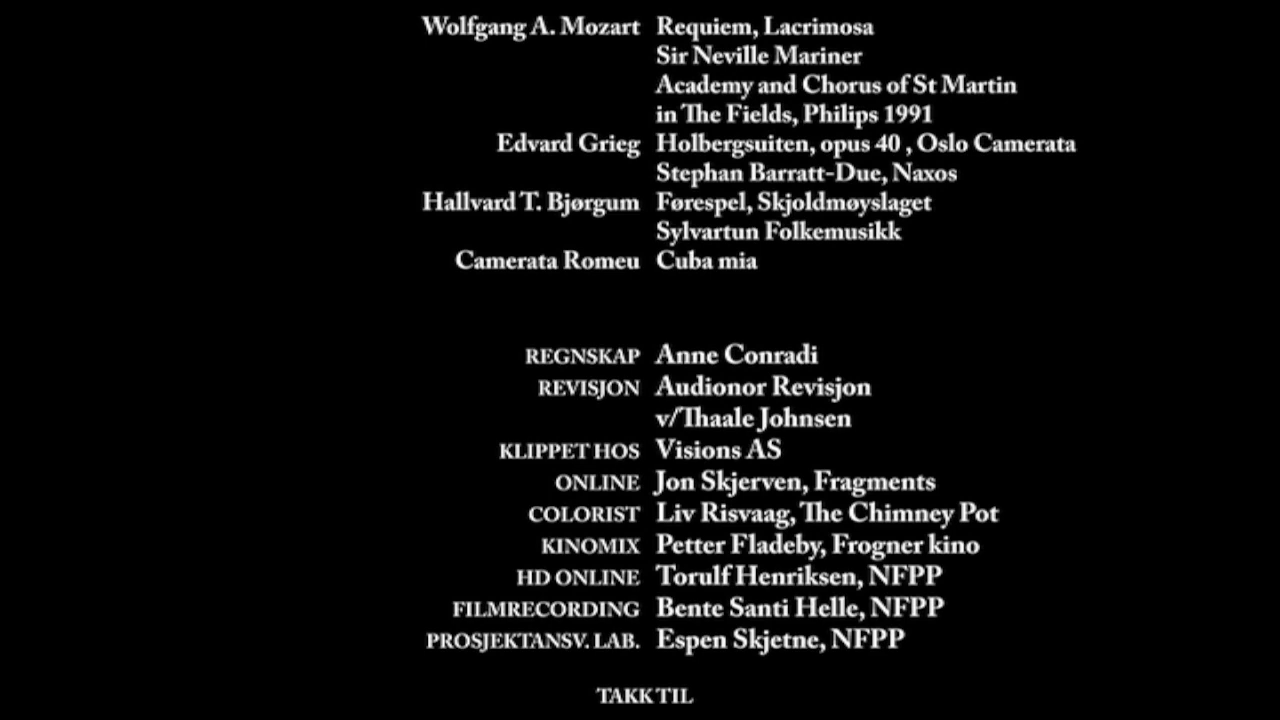 Wolfgang A. Mozart Requiem, Lacrimosa
Sir Neville Mariner
Academy and Chorus of St Martin
in The Fields, Philips 1991
Edvard Grieg Holbergsuiten, opus 40 , Oslo Camerata
Stephan Barratt-Due, Naxos
Hallvard T. Bjørgum Førespel, Skjoldmøyslaget
Sylvartun Folkemusikk
Camerata Romeu Cuba mia
REGNSKAP Anne Conradi
REVISJON Audionor Revisjon
v/Thaale Johnsen
KLIPPET HOS Visions AS
ONLINE Jon Skjerven, Fragments
COLORIST Liv Risvaag, The Chimney Pot
KINOMIX Petter Fladeby, Frogner kino
HD ONLINE Torulf Henriksen, NFPP
FILMRECORDING Bente Santi Helle, NFPP
PROSJEKTANSV. LAB. Espen Skjetne, NFPP
TAKK TIL